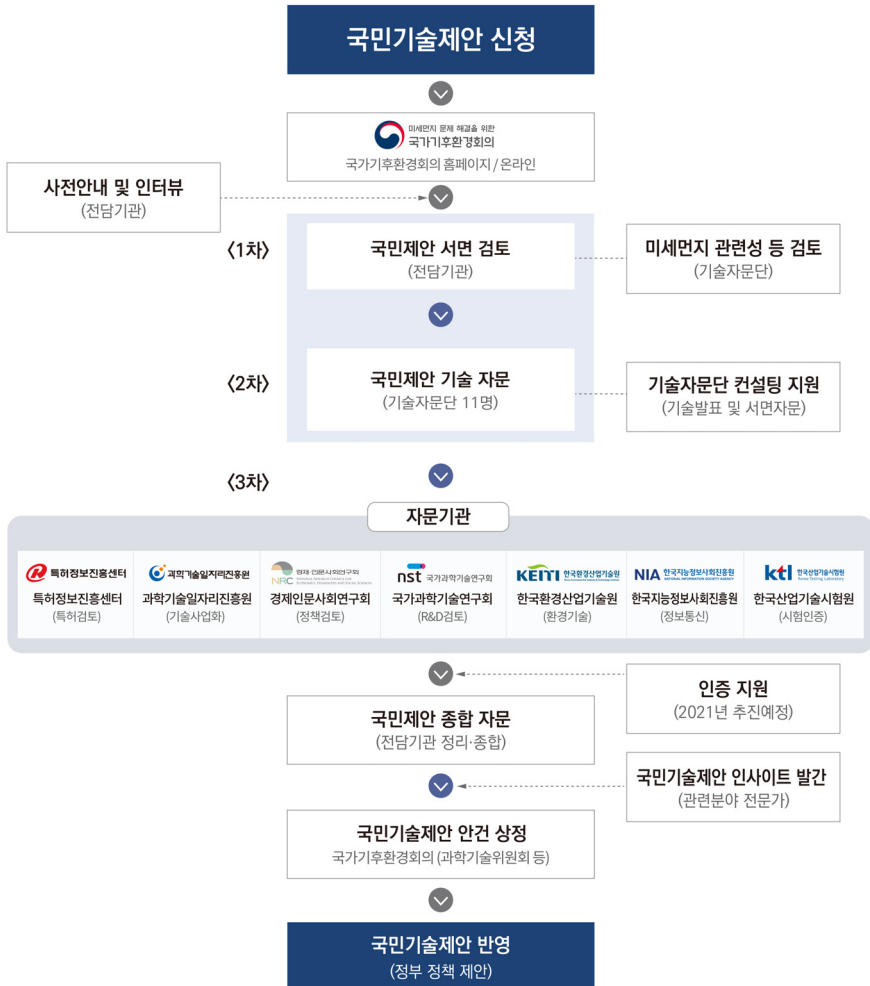 국민기술제안 신청
미세먼지 문제 해결을 위한
국가기후환경회의
국가기후환경회의 홈페이지 / 온라인
사전안내 및 인터뷰
(전담기관)
〈1차〉
국민제안 서면 검토
(전담기관)
미세먼지 관련성 등 검토
(기술자문단)
〈2차〉
국민제안 기술 자문
(기술자문단 11명)
기술자문단 컨설팅 지원
(기술발표 및 서면자문)
〈3차〉
자문기관
특허정보진흥센터
특허정보진흥센터
(특허검토)
과학기술일자리진흥원
과학기술일자리진흥원
(기술사업화)
NRC 경제·인문사회연구회
경제인문사회연구회
(정책검토)
nst 국가과학기술연구회
국가과학기술연구회
(R&D검토)
KEITI 한국환경산업기술원
한국환경산업기술원
(환경기술)
NIA 한국지능정보사회진흥원
NATIONAL INFORMATION SOCIETY AGENCY
한국지능정보사회진흥원
(정보통신)
ktl 한국산업기술시험원
Korea Testing Laboratory
한국산업기술시험원
(시험인증)
인증 지원
(2021년 추진예정)
국민제안 종합 자문
(전담기관 정리·종합)
국민기술제안 인사이트 발간
(관련분야 전문가)
국민기술제안 안건 상정
국가기후환경회의 (과학기술위원회 등)
국민기술제안 반영
(정부 정책 제안)